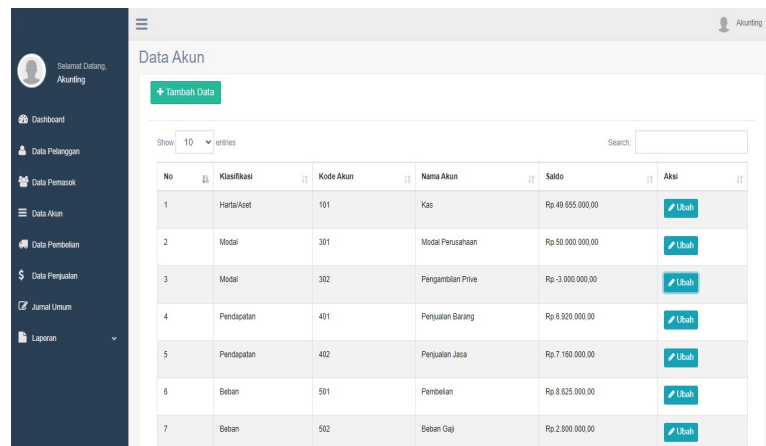 Akunting
Selamat Datang,
Akunting
Dashboard
Data Pelanggan
Data Pemasok
Data Akun
Data Pembelian
Data Penjualan
Jurnal Umum
Laporan
Data Akun
+ Tambah Data
Show 10 entries Search:
No Klasifikasi Kode Akun Nama Akun Saldo Aksi
1 Harta/Aset 101 Kas Rp.49.655.000,00 Ubah
2 Modal 301 Modal Perusahaan Rp.50.000.000,00 Ubah
3 Modal 302 Pengambilan Prive Rp.-3.000.000,00 Ubah
4 Pendapatan 401 Penjualan Barang Rp.6.920.000,00 Ubah
5 Pendapatan 402 Penjualan Jasa Rp.7.160.000,00 Ubah
6 Beban 501 Pembelian Rp.8.625.000,00 Ubah
7 Beban 502 Beban Gaji Rp.2.800.000,00 Ubah